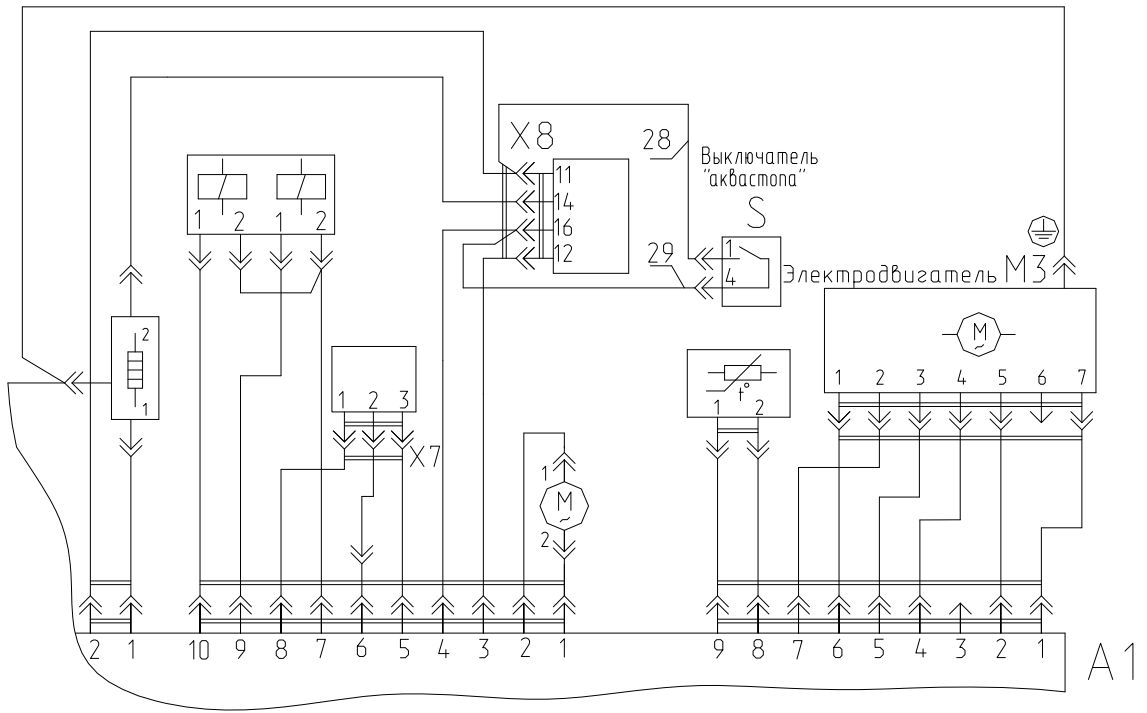 X8
28
Выключатель
"аквастопа"
S
11
14
16
12
29
1
4
Электродвигатель M3
1 2 1 2
2
1
M
~
1 2 3 4 5 6 7
t°
1 2
1 2 3
X7
1
M
~
2
2 1 10 9 8 7 6 5 4 3 2 1 9 8 7 6 5 4 3 2 1
A1